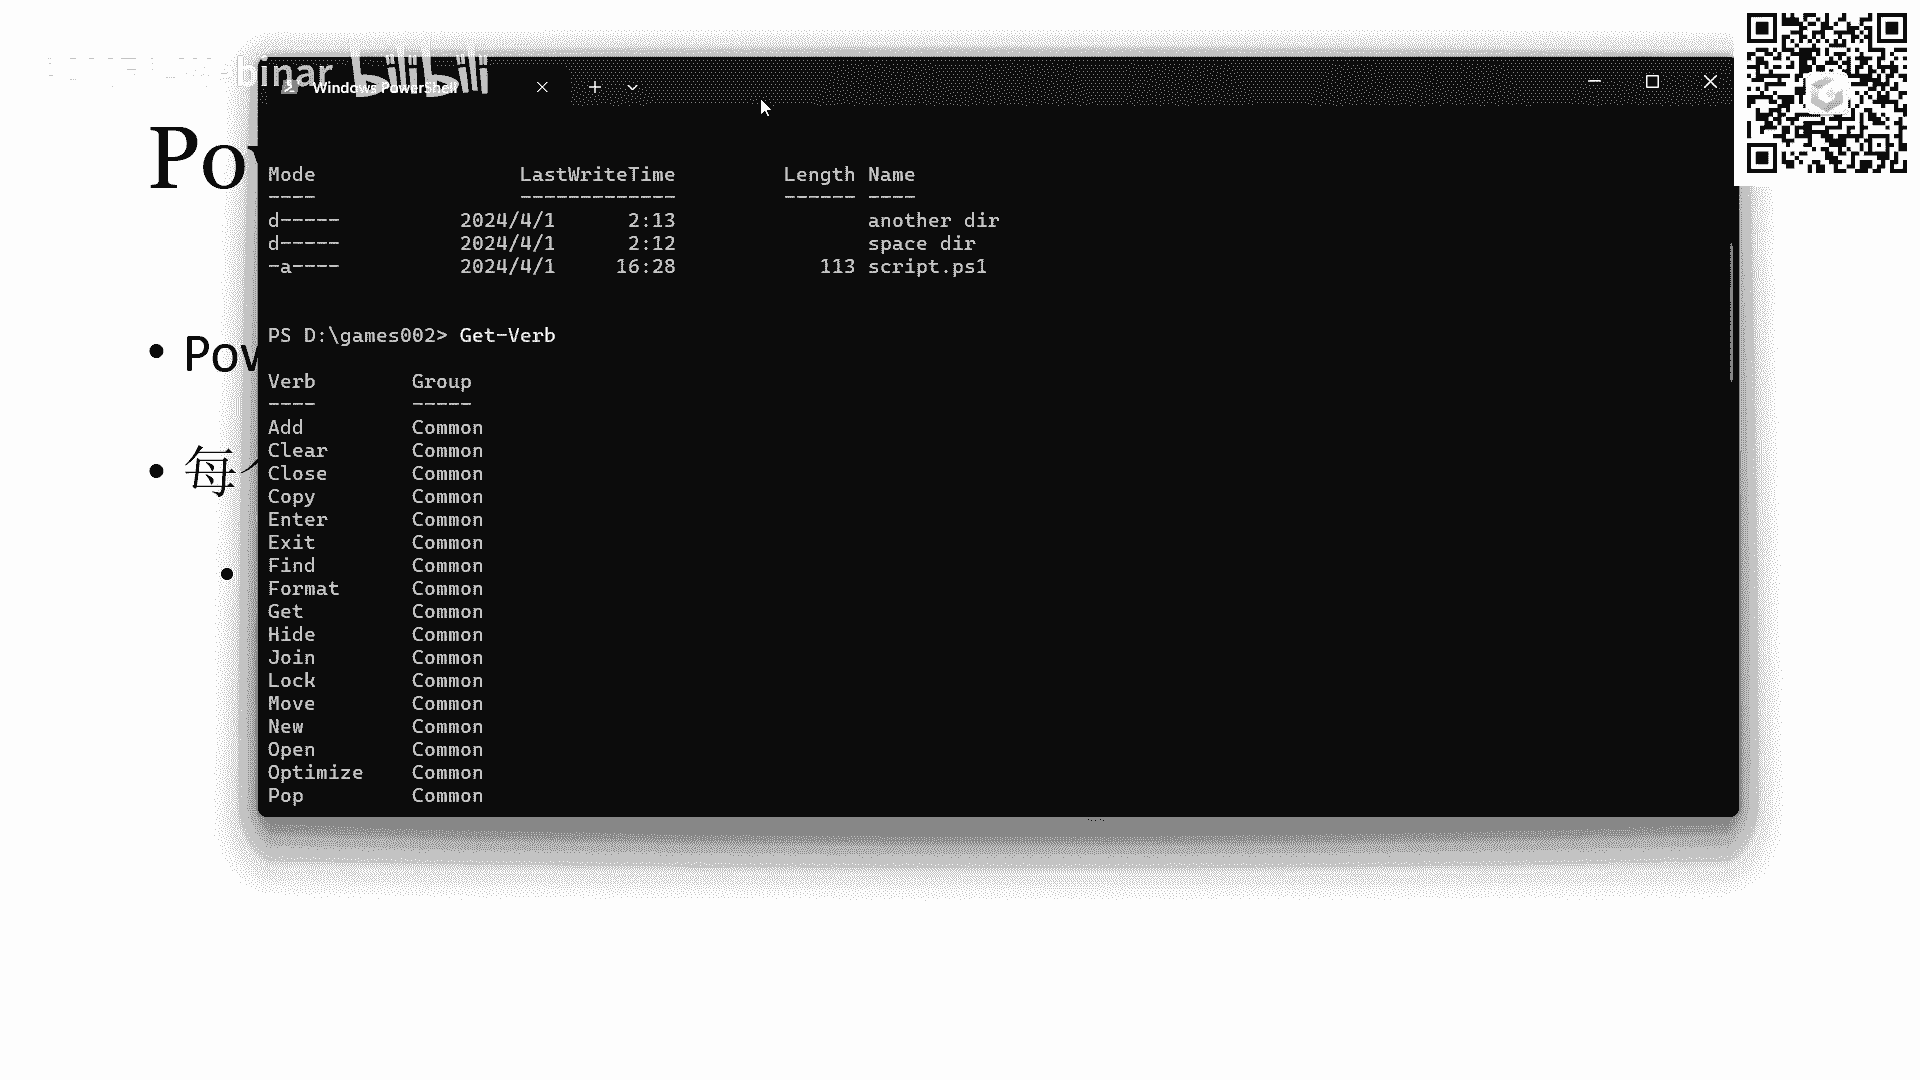 Webinar bilibili
Windows PowerShell
Pow
Mode LastWriteTime Length Name
---- ------------- ------ ----
d----- 2024/4/1 2:13 another dir
d----- 2024/4/1 2:12 space dir
-a---- 2024/4/1 16:28 113 script.ps1
PS D:\games002> Get-Verb
• Pow
Verb Group
---- -----
Add Common
Clear Common
• 每
Close Common
Copy Common
Enter Common
Exit Common
Find Common
Format Common
Get Common
Hide Common
Join Common
Lock Common
Move Common
New Common
Open Common
Optimize Common
Pop Common